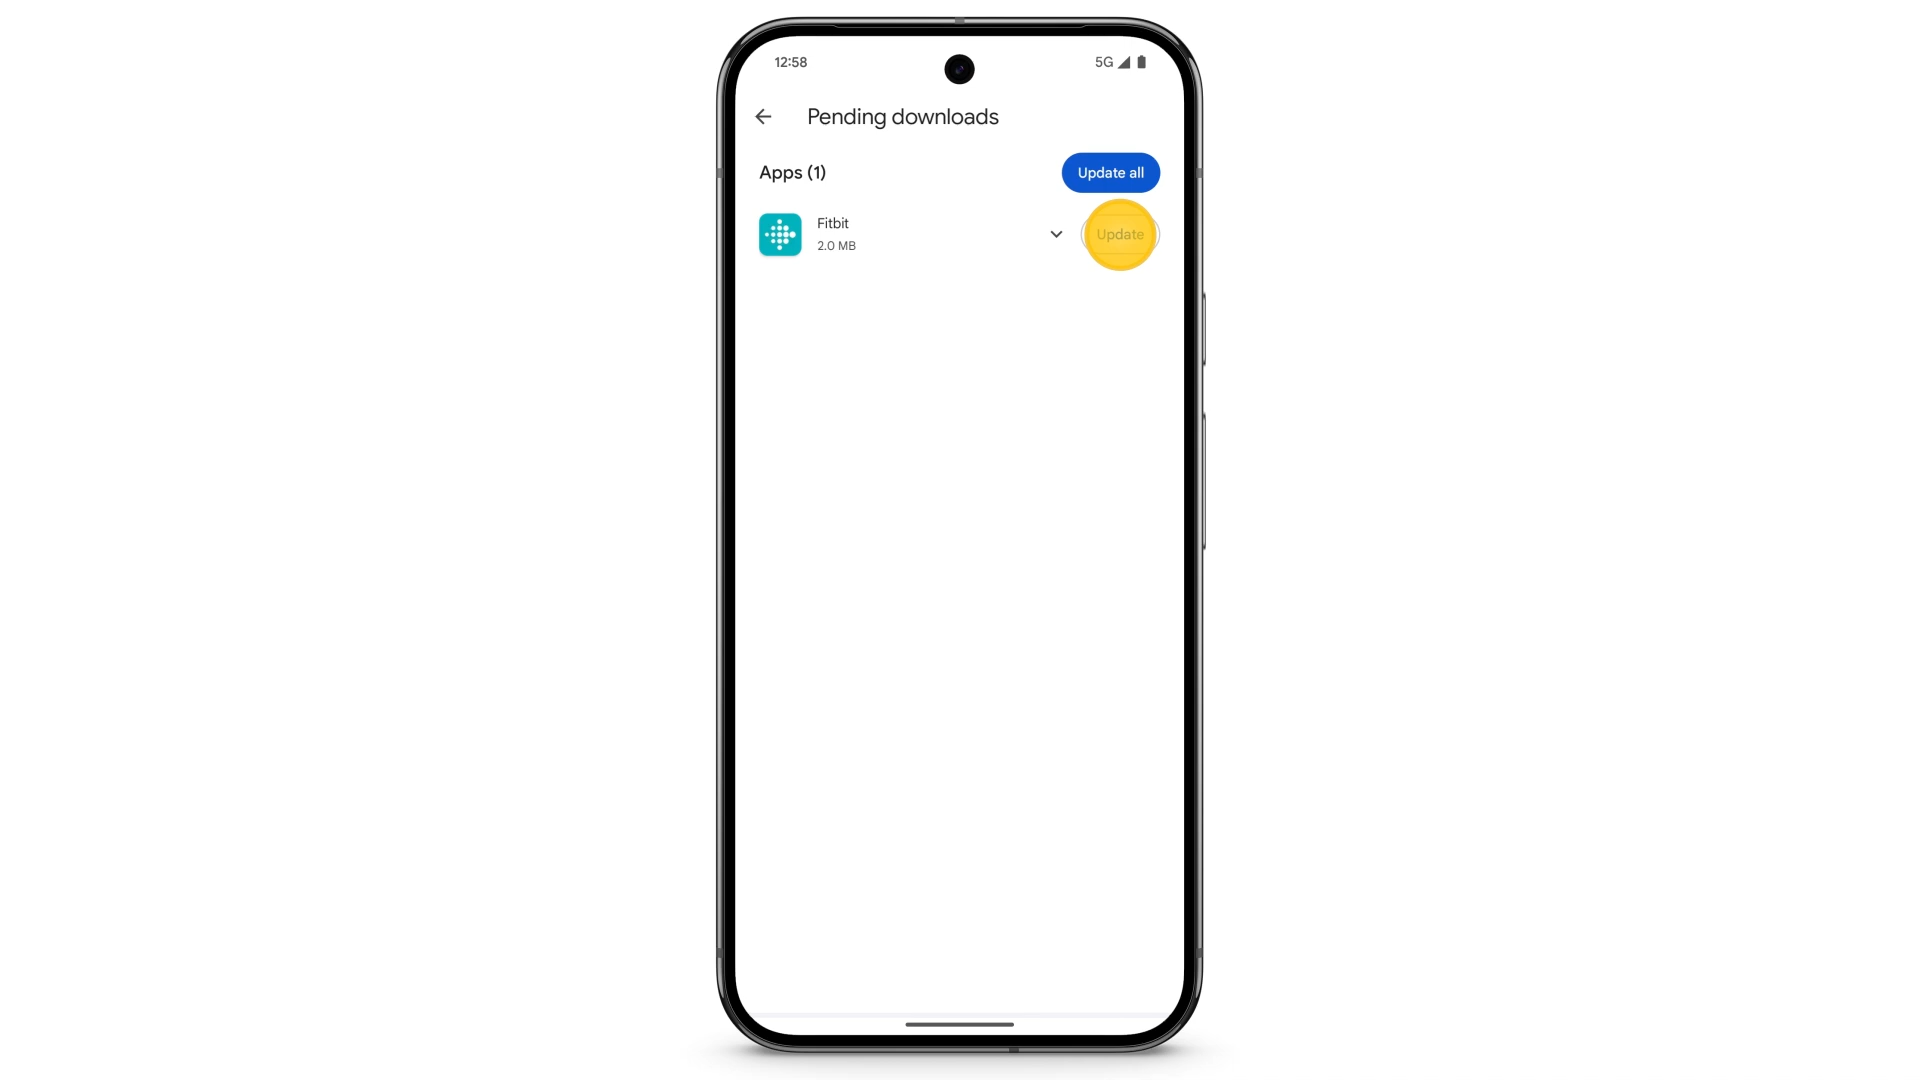 12:58
5G
Pending downloads
Apps (1)
Update all
Fitbit
Update
2.0 MB